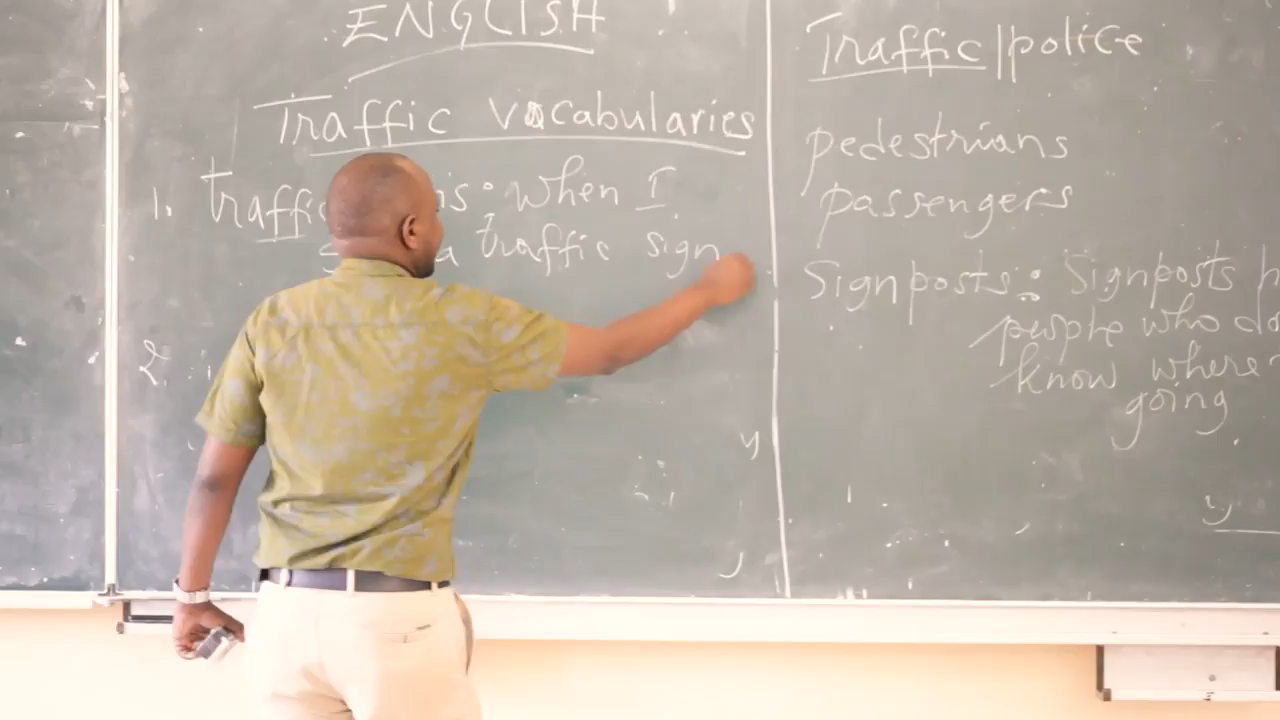 ENGLISH
Traffic vocabularies
1. traffic is: When I
a traffic sign
2
Traffic/police
pedestrians
passengers
Signposts: Signposts
people who
know where
going